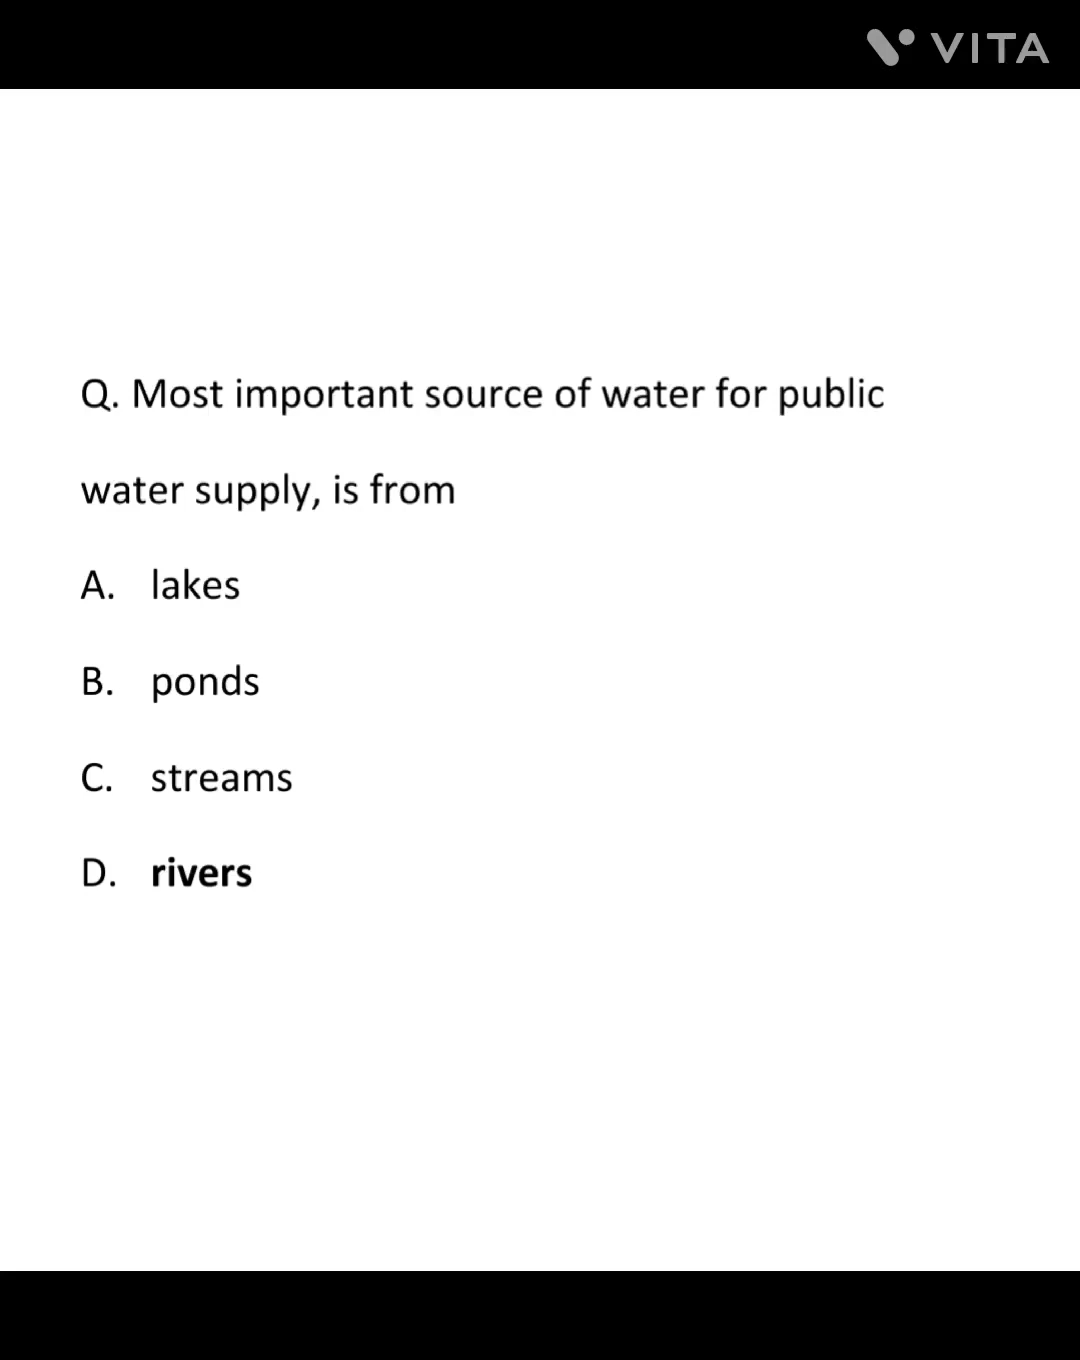 VITA
Q. Most important source of water for public
water supply, is from
A. lakes
B. ponds
C. streams
D. rivers